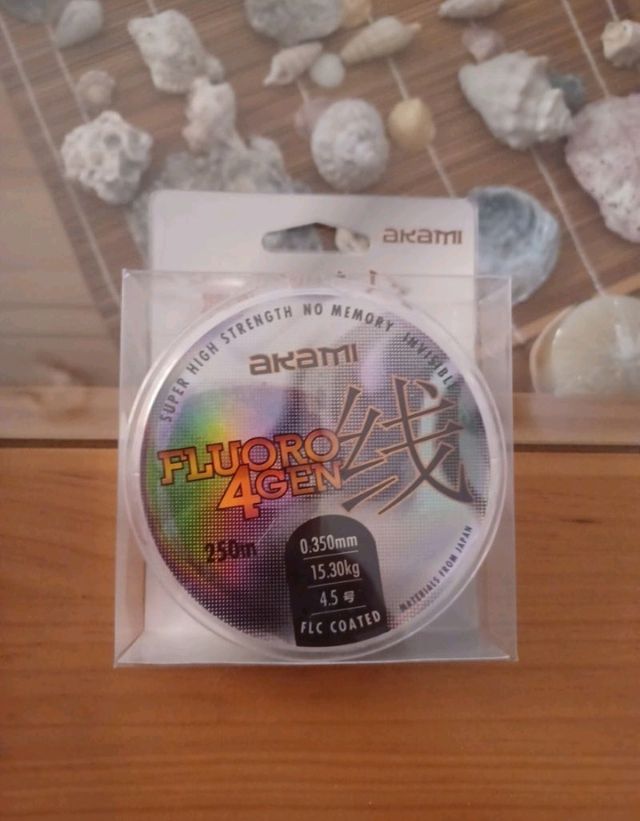 akami
SUPER HIGH STRENGTH NO MEMORY INVISIBLE
akami
FLUORO
4GEN
线
250m
0.350mm
15.30kg
4.5 号
FLC COATED
MATERIALS FROM JAPAN